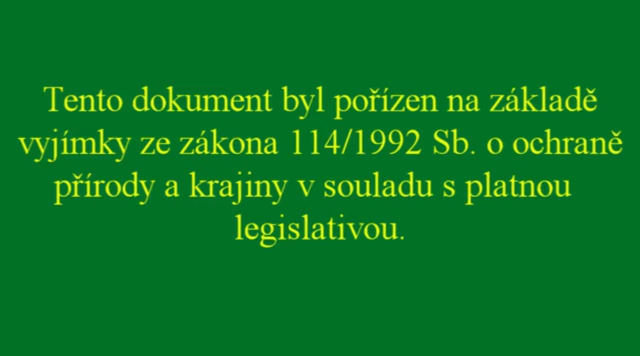 Tento dokument byl pořízen na základě
vyjímky ze zákona 114/1992 Sb. o ochraně
přírody a krajiny v souladu s platnou
legislativou.